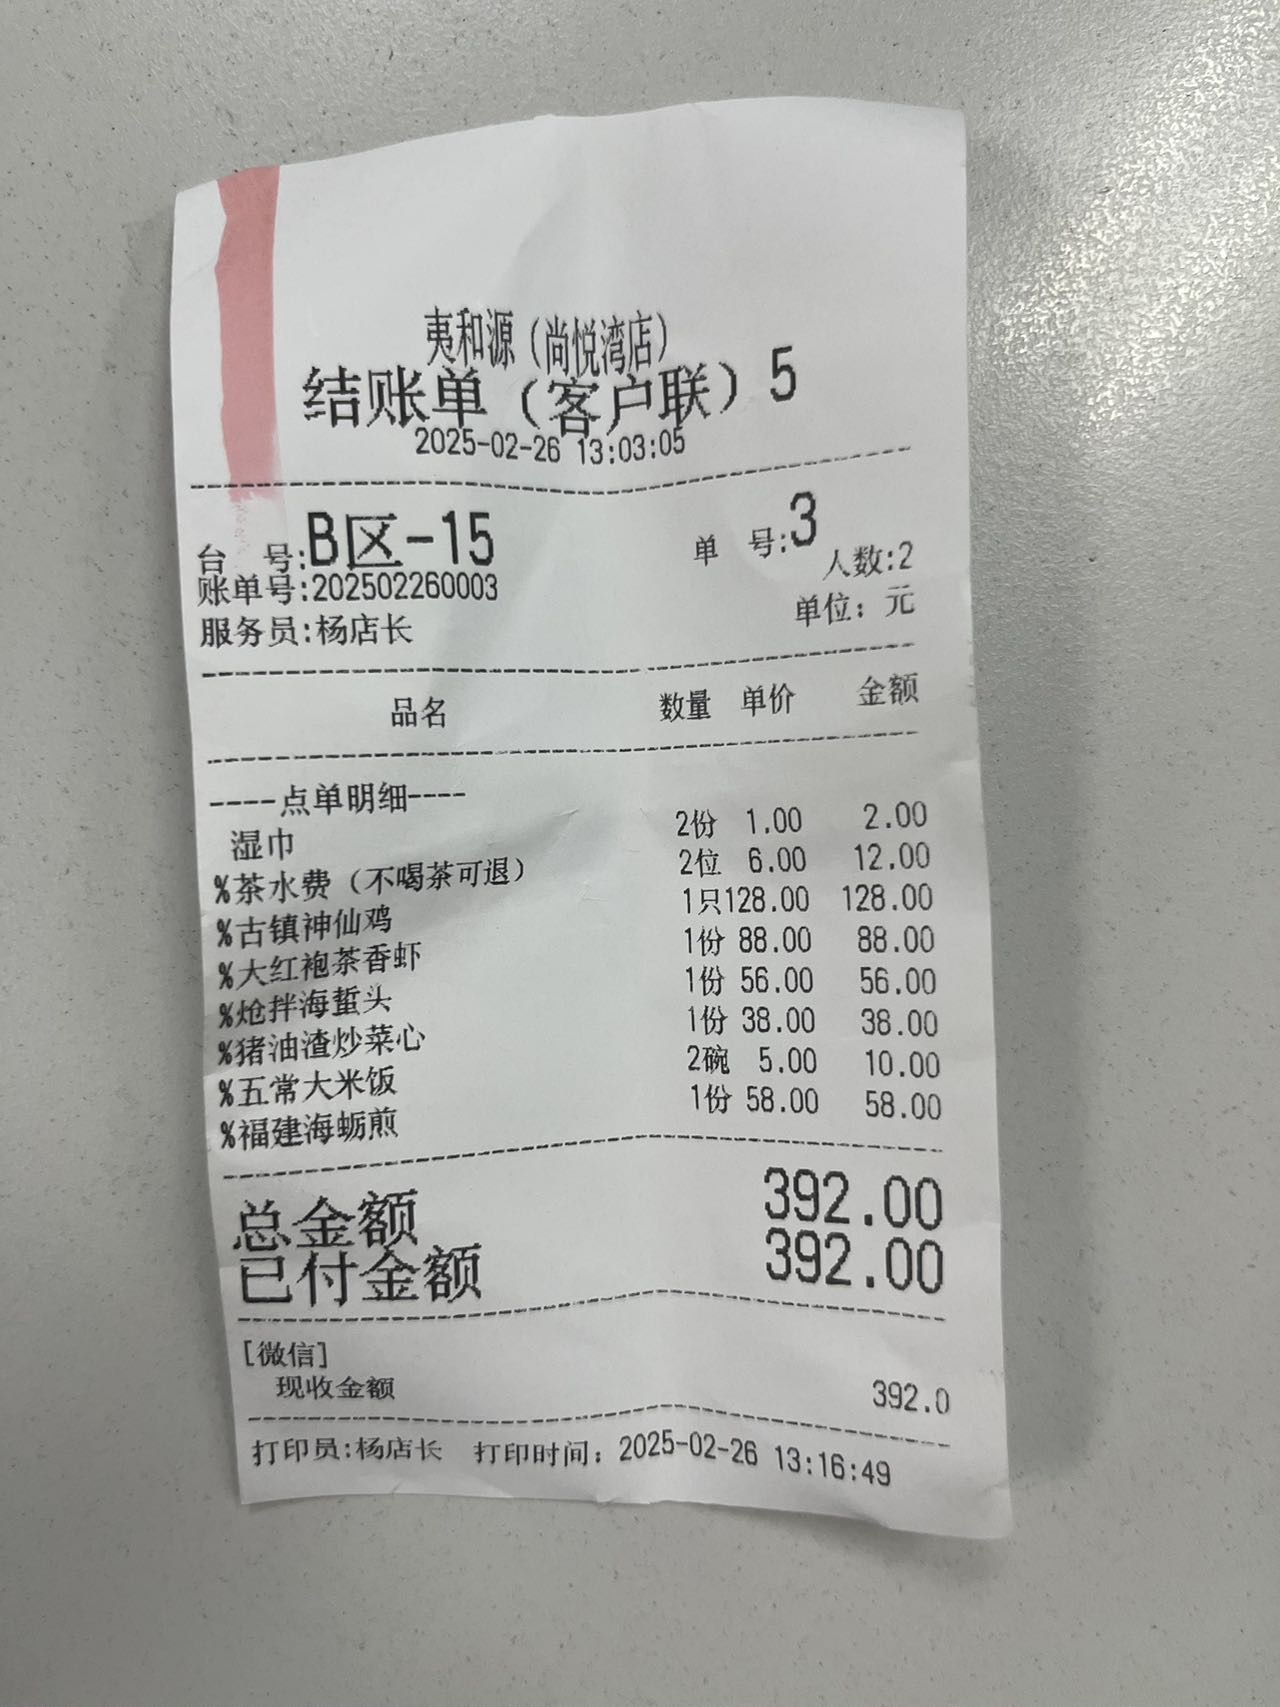 夷和源（尚悦湾店）
结账单（客户联）5
2025-02-26 13:03:05
台 号:B区-15 单 号:3
账单号:202502260003 人数:2
服务员:杨店长 单位：元
品名 数量 单价 金额
----点单明细----
湿巾 2份 1.00 2.00
%茶水费（不喝茶可退） 2位 6.00 12.00
%古镇神仙鸡 1只128.00 128.00
%大红袍茶香虾 1份 88.00 88.00
%炝拌海蜇头 1份 56.00 56.00
%猪油渣炒菜心 1份 38.00 38.00
%五常大米饭 2碗 5.00 10.00
%福建海蛎煎 1份 58.00 58.00
总金额 392.00
已付金额 392.00
[微信]
现收金额 392.0
打印员:杨店长 打印时间：2025-02-26 13:16:49